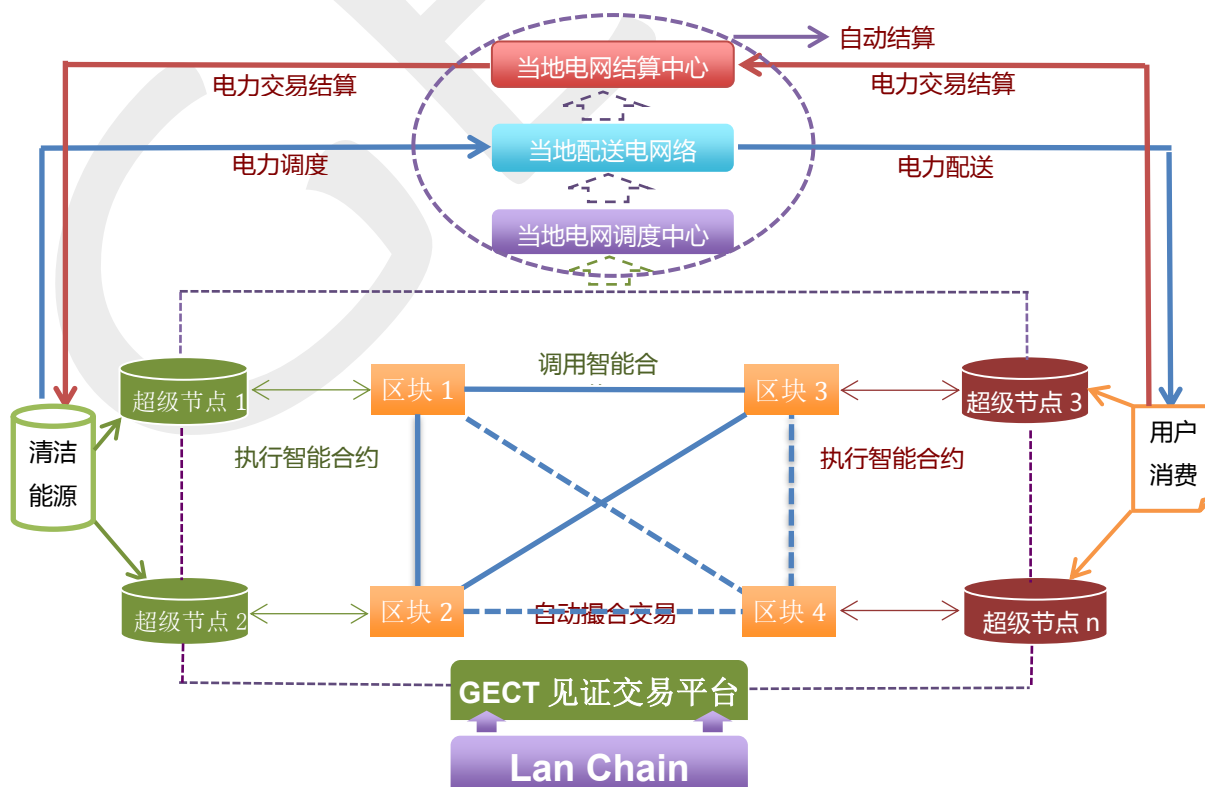 自动结算
当地电网结算中心
电力交易结算
电力交易结算
当地配送电网络
电力调度
电力配送
当地电网调度中心
调用智能合
超级节点 1
区块 1
区块 3
超级节点 3
清洁
能源
执行智能合约
执行智能合约
用户
消费
超级节点 2
区块 2
自动撮合交易
区块 4
超级节点 n
GECT 见证交易平台
Lan Chain